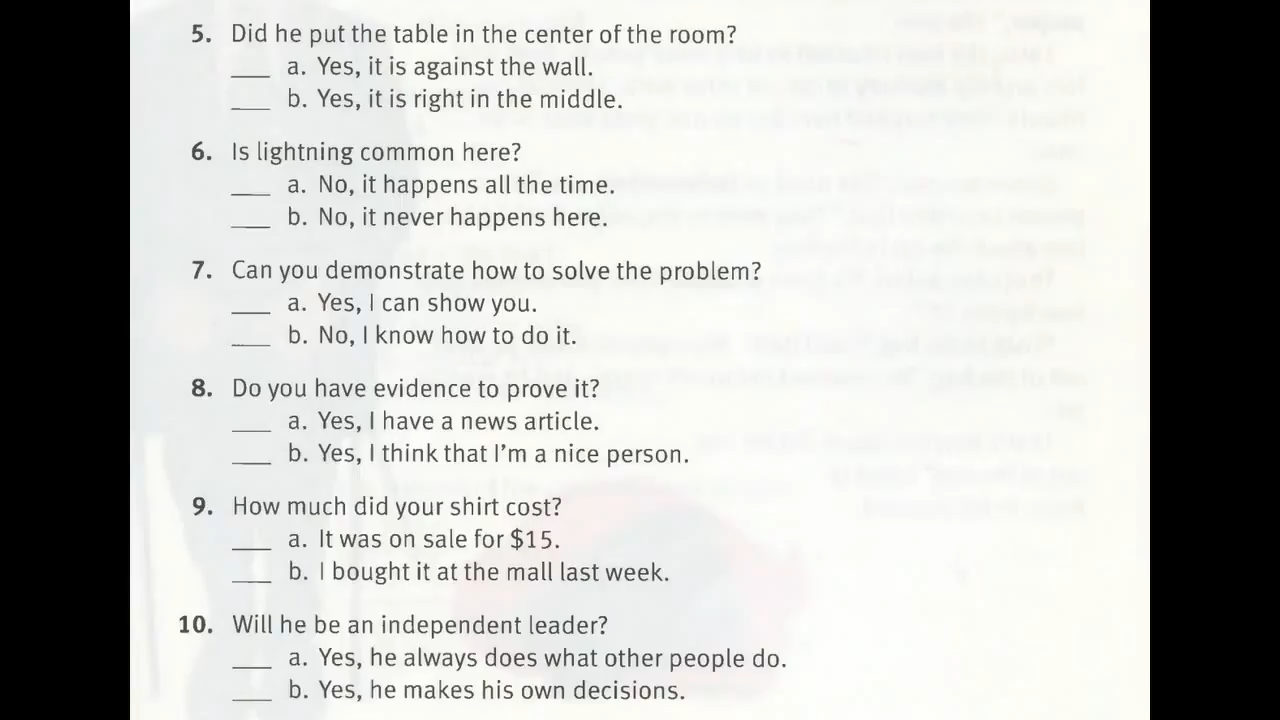 5. Did he put the table in the center of the room?
___ a. Yes, it is against the wall.
___ b. Yes, it is right in the middle.
6. Is lightning common here?
___ a. No, it happens all the time.
___ b. No, it never happens here.
7. Can you demonstrate how to solve the problem?
___ a. Yes, I can show you.
___ b. No, I know how to do it.
8. Do you have evidence to prove it?
___ a. Yes, I have a news article.
___ b. Yes, I think that I'm a nice person.
9. How much did your shirt cost?
___ a. It was on sale for $15.
___ b. I bought it at the mall last week.
10. Will he be an independent leader?
___ a. Yes, he always does what other people do.
___ b. Yes, he makes his own decisions.